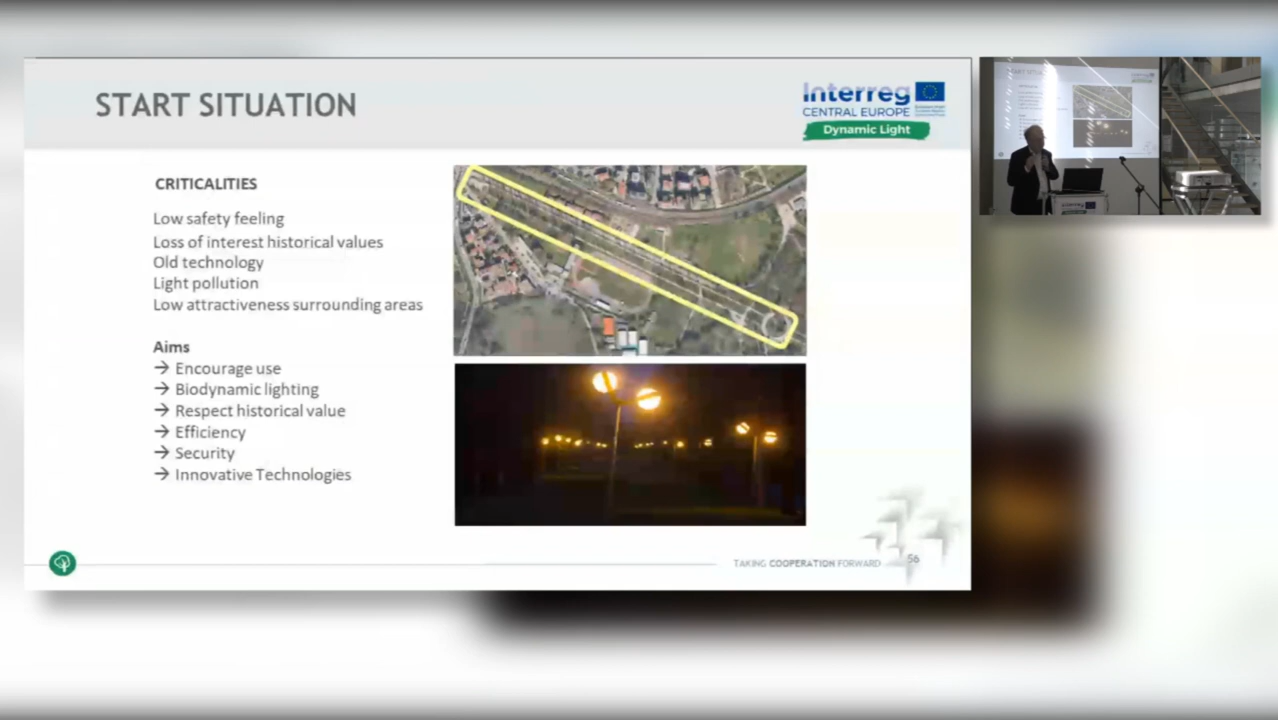 START SITUATION
Interreg
CENTRAL EUROPE
Dynamic Light
CRITICALITIES
Low safety feeling
Loss of interest historical values
Old technology
Light pollution
Low attractiveness surrounding areas
Aims
→ Encourage use
→ Biodynamic lighting
→ Respect historical value
→ Efficiency
→ Security
→ Innovative Technologies
TAKING COOPERATION FORWARD
56
Interreg